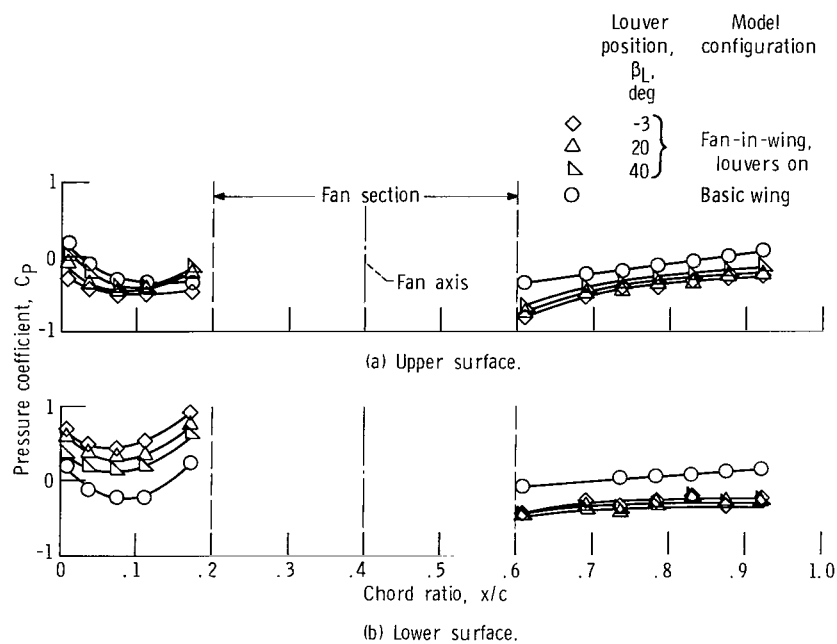 Louver position, βL, deg
Model configuration
-3
20
40
Fan-in-wing, louvers on
Basic wing
Pressure coefficient, Cp
1
0
-1
Fan section
Fan axis
(a) Upper surface.
1
0
-1
0 .1 .2 .3 .4 .5 .6 .7 .8 .9 1.0
Chord ratio, x/c
(b) Lower surface.